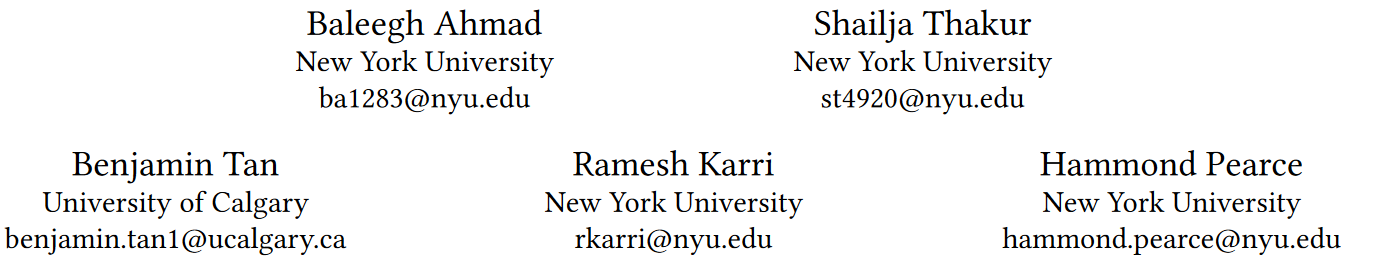 Baleegh Ahmad
New York University
ba1283@nyu.edu
Shailja Thakur
New York University
st4920@nyu.edu
Benjamin Tan
University of Calgary
benjamin.tan1@ucalgary.ca
Ramesh Karri
New York University
rkarri@nyu.edu
Hammond Pearce
New York University
hammond.pearce@nyu.edu